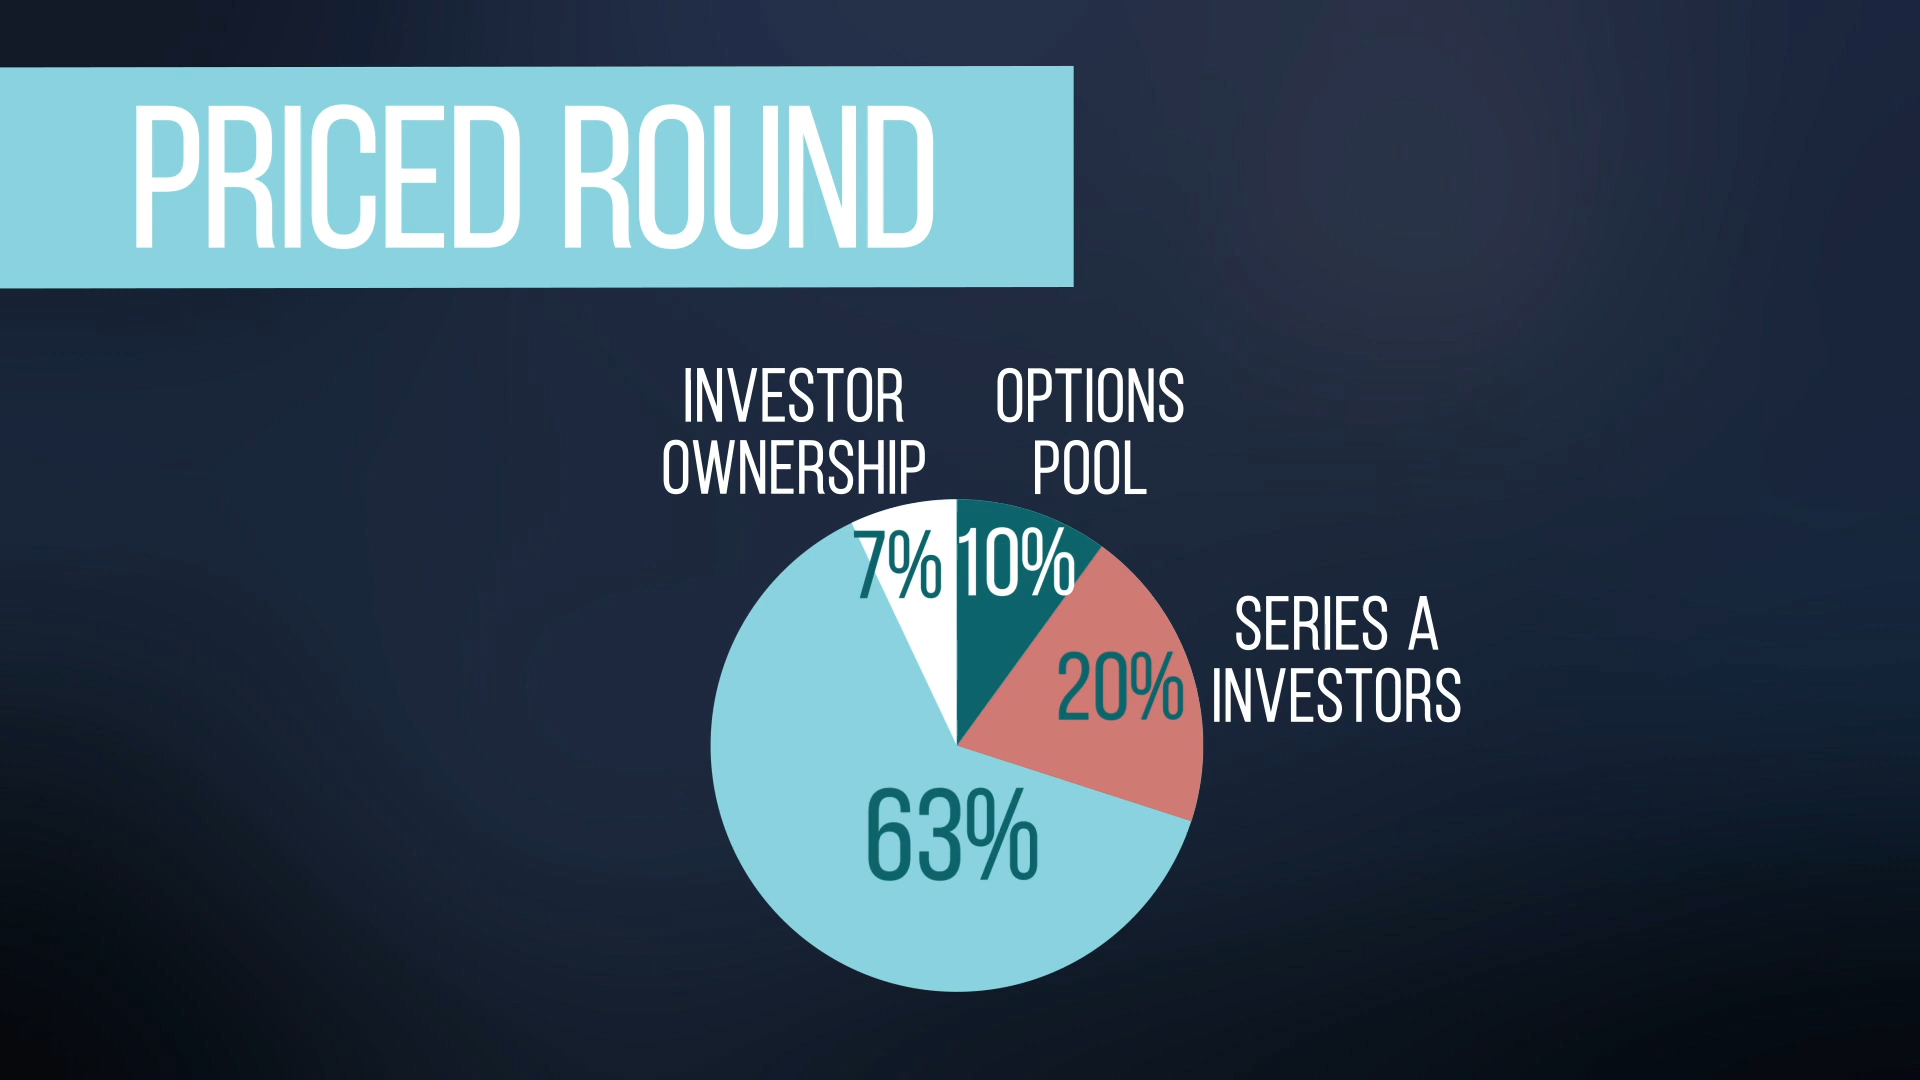 PRICED ROUND
INVESTOR
OWNERSHIP
OPTIONS
POOL
7%
10%
SERIES A
INVESTORS
20%
63%